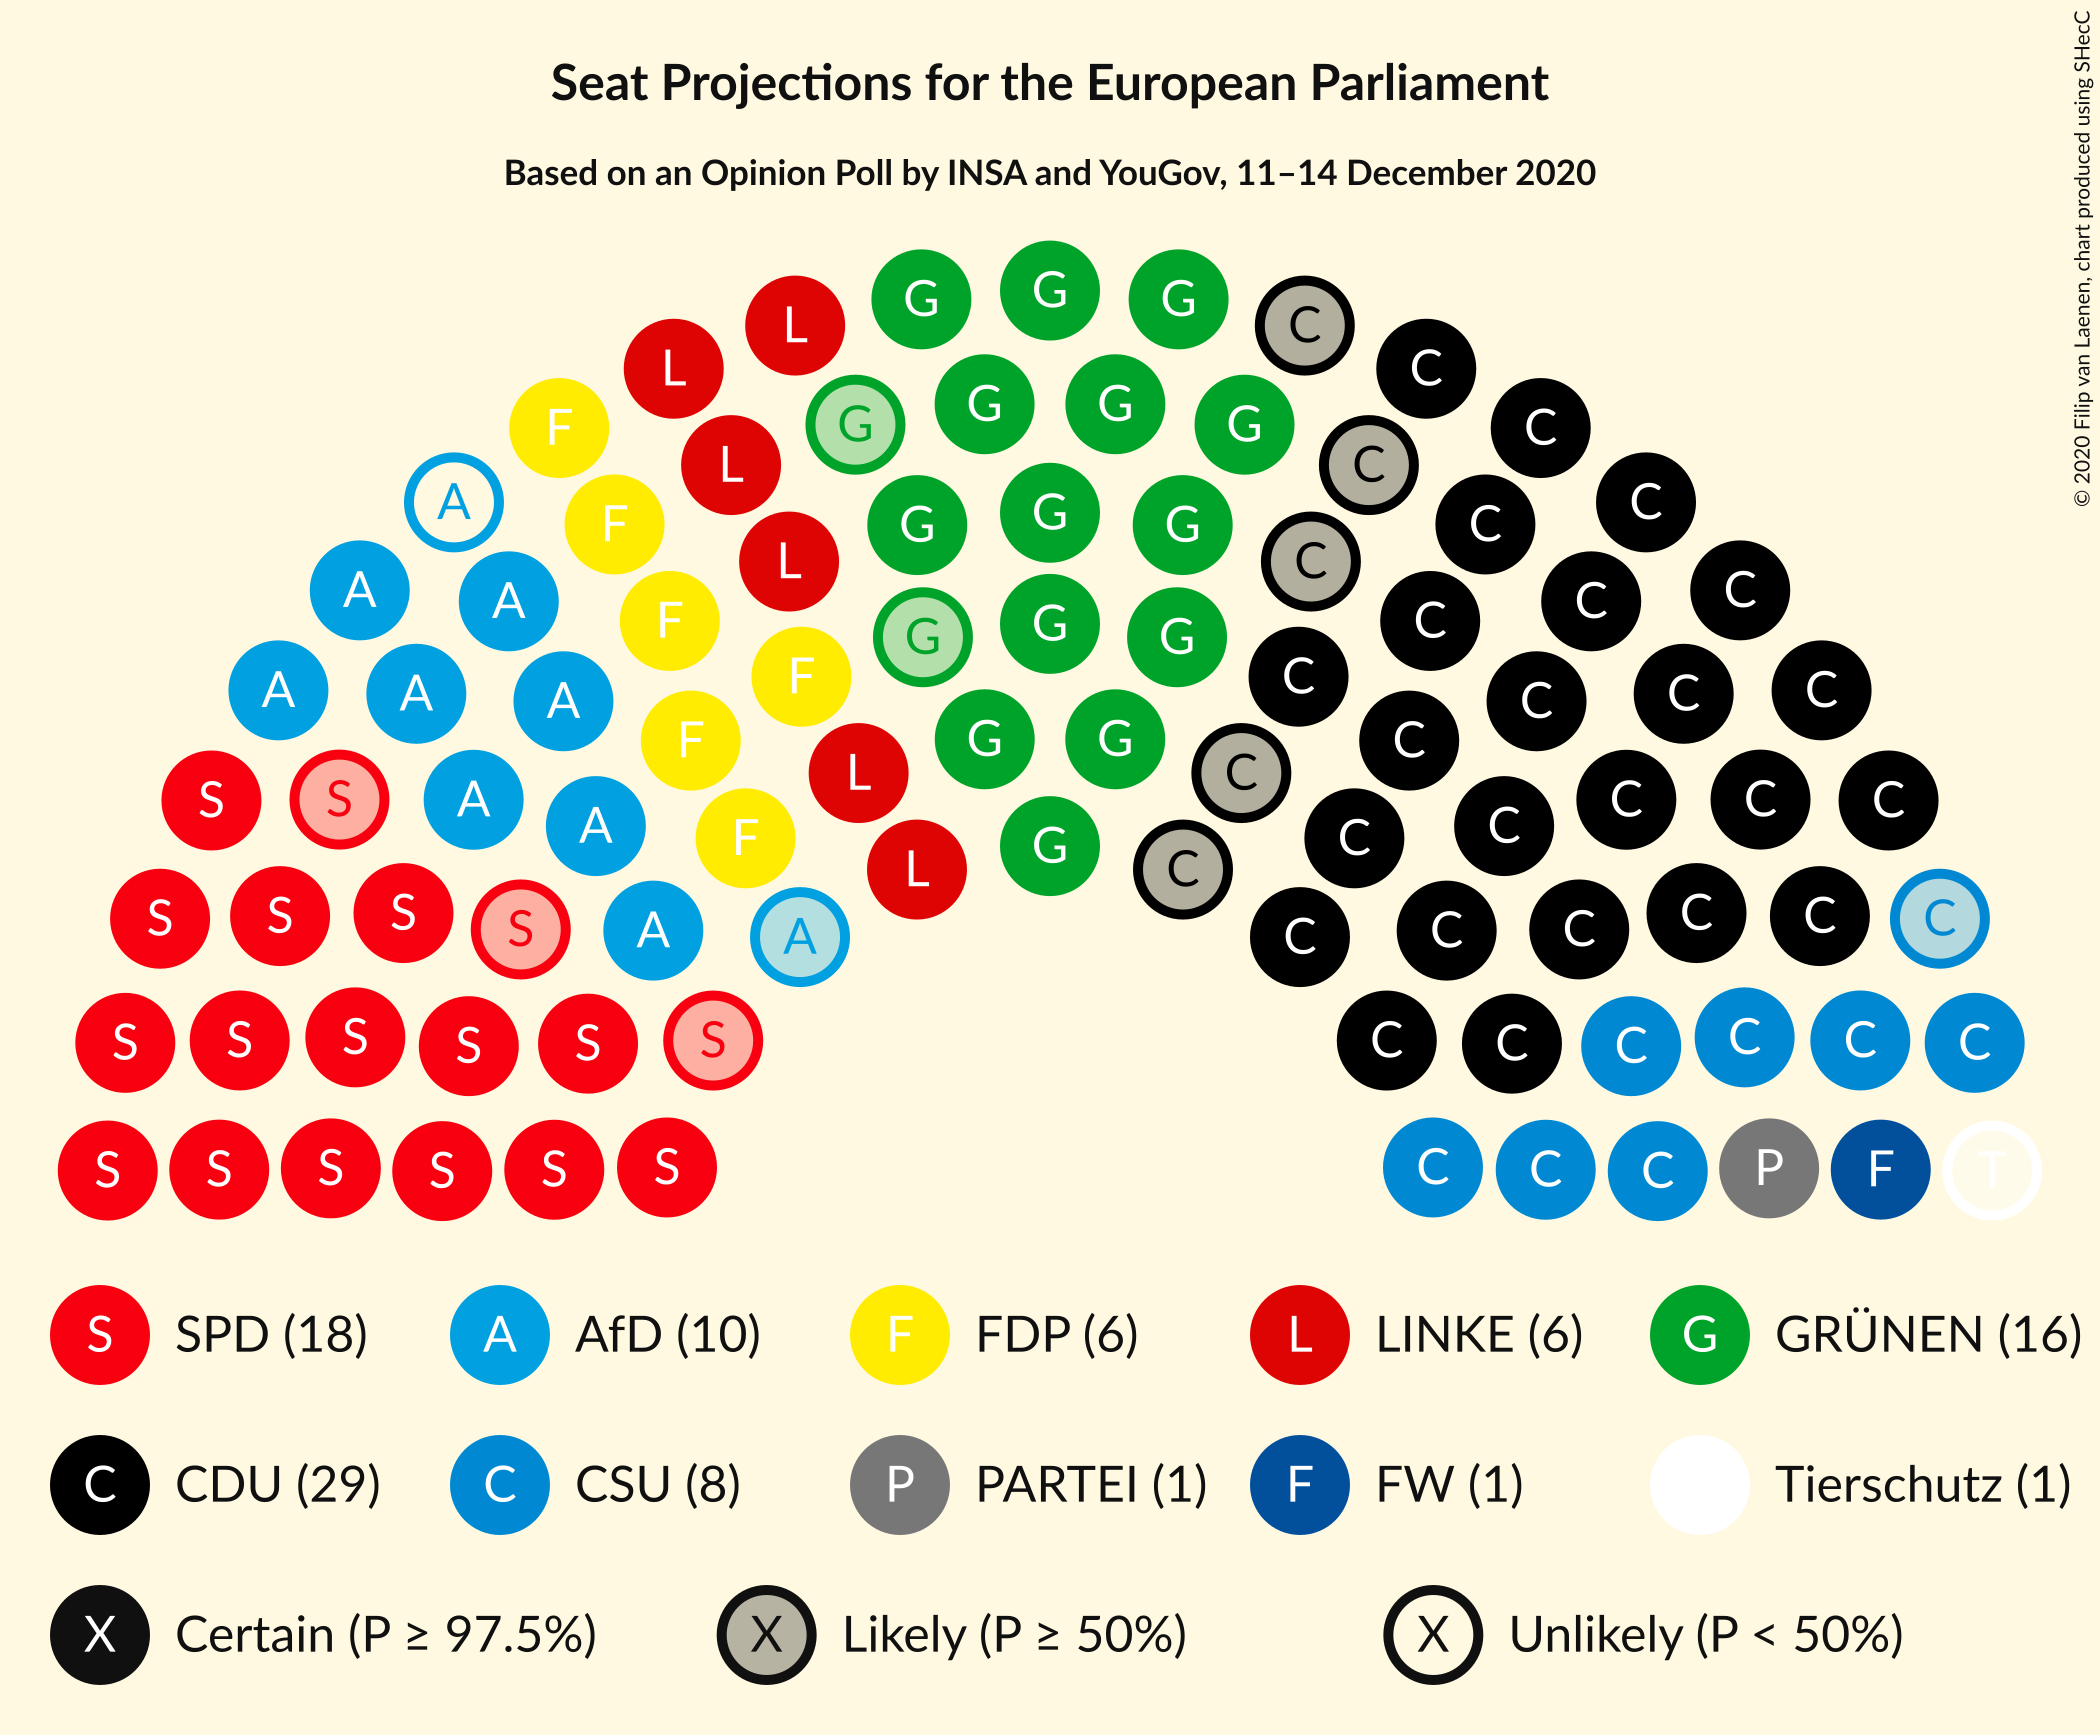 Seat Projections for the European Parliament
Based on an Opinion Poll by INSA and YouGov, 11–14 December 2020
© 2020 Filip van Laenen, chart produced using SHecC
G G G
L C
L C
G G G G
F C
L C
A F G G G C C
L C
A A C C
F G G G C
F C
A A A F G G C C C C
L C
S S A A C C C C
F G C
L C
S S S S A A C C C C C C
S S S S S S C C C C C C
S S S S S S C C C P F T
S SPD (18) A AfD (10) F FDP (6) L LINKE (6) G GRÜNEN (16)
C CDU (29) C CSU (8) P PARTEI (1) F FW (1) Tierschutz (1)
X Certain (P ≥ 97.5%) X Likely (P ≥ 50%) X Unlikely (P < 50%)